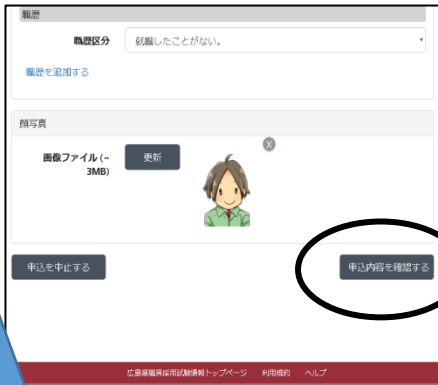 職歴
職歴区分 就職したことがない。
職歴を追加する
顔写真
画像ファイル (~ 更新 X
3MB)
申込を中止する 申込内容を確認する
広島県職員採用試験情報トップページ 利用規約 ヘルプ